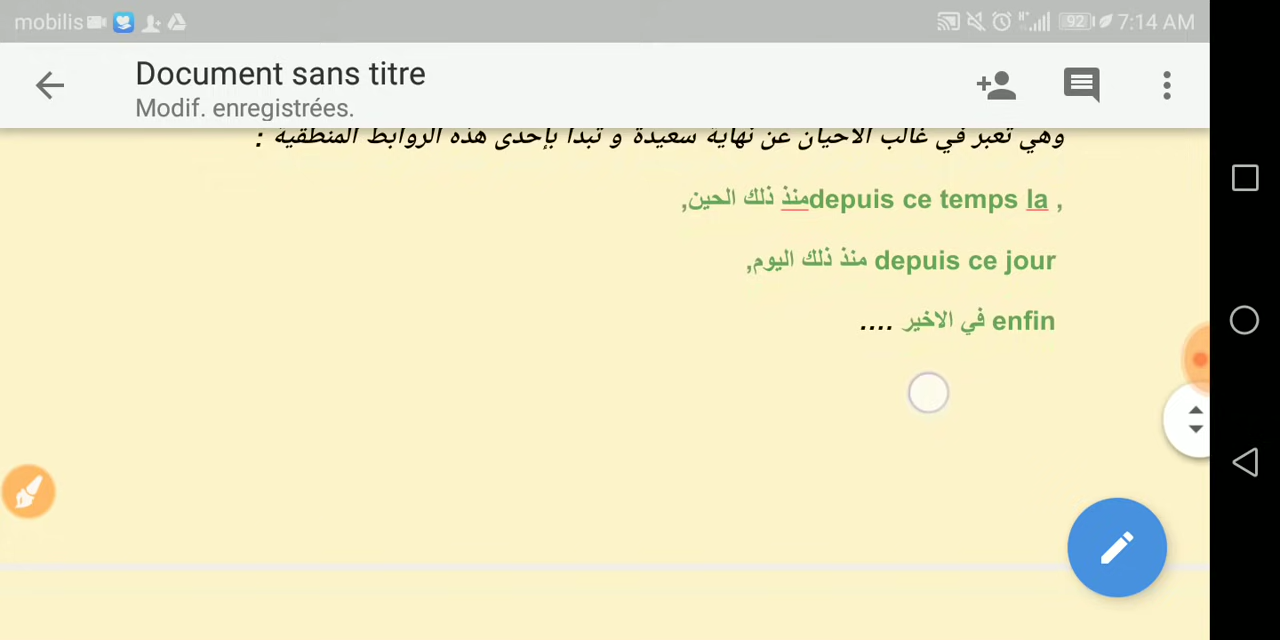 mobilis
92 7:14 AM
Document sans titre
Modif. enregistrées.
وهي تعبر في غالب الاحيان عن نهاية سعيدة و تبدا بإحدى هذه الروابط المنطقية :
, depuis ce temps la منذ ذلك الحين,
depuis ce jour منذ ذلك اليوم,
enfin في الاخير ....